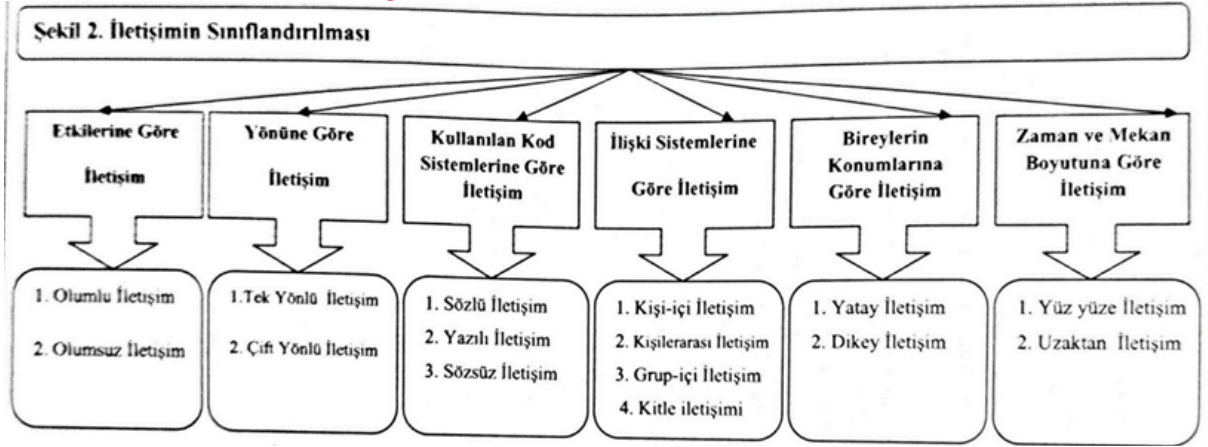 Şekil 2. İletişimin Sınıflandırılması
Etkilerine Göre
İletişim
Yönüne Göre
İletişim
Kullanılan Kod
Sistemlerine Göre
İletişim
İlişki Sistemlerine
Göre İletişim
Bireylerin
Konumlarına
Göre İletişim
Zaman ve Mekan
Boyutuna Göre
İletişim
1. Olumlu İletişim
2. Olumsuz İletişim
1.Tek Yönlü İletişim
2. Çift Yönlü İletişim
1. Sözlü İletişim
2. Yazılı İletişim
3. Sözsüz İletişim
1. Kişi-içi İletişim
2. Kişilerarası İletişim
3. Grup-içi İletişim
4. Kitle iletişimi
1. Yatay İletişim
2. Dikey İletişim
1. Yüz yüze İletişim
2. Uzaktan İletişim